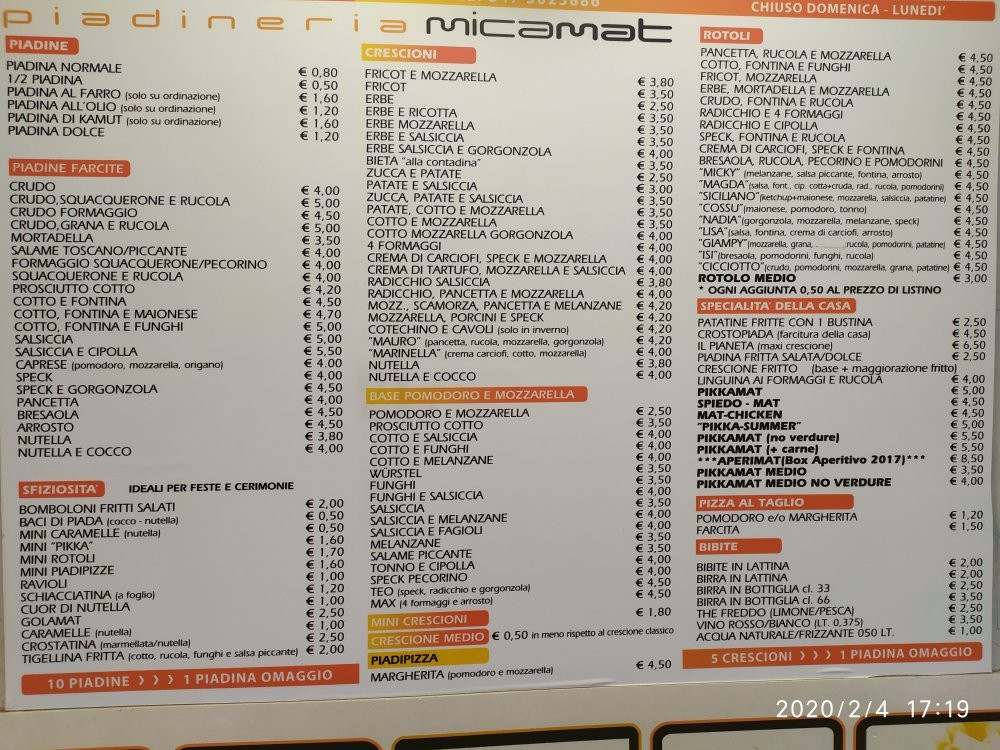 piadineria micamat
CHIUSO DOMENICA - LUNEDI'
PIADINE
PIADINA NORMALE € 0,80
1/2 PIADINA € 0,50
PIADINA AL FARRO (solo su ordinazione) € 1,60
PIADINA ALL'OLIO (solo su ordinazione) € 1,20
PIADINA DI KAMUT (solo su ordinazione) € 1,60
PIADINA DOLCE € 1,20
PIADINE FARCITE
CRUDO € 4,00
CRUDO,SQUACQUERONE E RUCOLA € 5,00
CRUDO FORMAGGIO € 4,50
CRUDO,GRANA E RUCOLA € 5,00
MORTADELLA € 3,50
SALAME TOSCANO/PICCANTE € 4,00
FORMAGGIO SQUACQUERONE/PECORINO € 4,00
SQUACQUERONE E RUCOLA € 4,00
PROSCIUTTO COTTO € 4,20
COTTO E FONTINA € 4,50
COTTO, FONTINA E MAIONESE € 4,70
COTTO, FONTINA E FUNGHI € 5,00
SALSICCIA € 5,00
SALSICCIA E CIPOLLA € 5,50
CAPRESE (pomodoro, mozzarella, origano) € 4.00
SPECK € 4,00
SPECK E GORGONZOLA € 4,50
PANCETTA € 4,00
BRESAOLA € 4,50
ARROSTO € 4,50
NUTELLA € 3,80
NUTELLA E COCCO € 4,00
SFIZIOSITA' IDEALI PER FESTE E CERIMONIE
BOMBOLONI FRITTI SALATI € 2,00
BACI DI PIADA (cocco - nutella) € 0,50
MINI CARAMELLE (nutella) € 0,50
MINI "PIKKA" € 1,60
MINI ROTOLI € 1,70
MINI PIADIPIZZE € 1,60
RAVIOLI € 1,00
SCHIACCIATINA (a foglio) € 1,20
CUOR DI NUTELLA € 1,00
GOLAMAT € 2,50
CARAMELLE (nutella) € 1,00
CROSTATINA (marmellata/nutella) € 2,50
TIGELLINA FRITTA (cotto, rucola, funghi e salsa piccante) € 2,00
10 PIADINE 》》》 1 PIADINA OMAGGIO
CRESCIONI
FRICOT E MOZZARELLA € 3,80
FRICOT € 3,50
ERBE € 2,50
ERBE E RICOTTA € 3,50
ERBE MOZZARELLA € 3,50
ERBE E SALSICCIA € 3,50
ERBE SALSICCIA E GORGONZOLA € 4,00
BIETA "alla contadina" € 3,50
ZUCCA E PATATE € 2,50
PATATE E SALSICCIA € 3,00
ZUCCA, PATATE E SALSICCIA € 3,50
PATATE, COTTO E MOZZARELLA € 3,50
COTTO E MOZZARELLA € 4,00
COTTO MOZZARELLA GORGONZOLA € 4,00
4 FORMAGGI € 4,00
CREMA DI CARCIOFI, SPECK E MOZZARELLA € 4,00
CREMA DI TARTUFO, MOZZARELLA E SALSICCIA € 4,00
RADICCHIO SALSICCIA € 3,80
RADICCHIO, PANCETTA E MOZZARELLA € 4,00
MOZZ., SCAMORZA, PANCETTA E MELANZANE € 4,20
MOZZARELLA, PORCINI E SPECK € 4,20
COTECHINO E CAVOLI (solo in inverno) € 4,20
"MAURO" (pancetta, rucola, mozzarella, gorgonzola) € 4,20
"MARINELLA" (crema carciofi, cotto, mozzarella) € 4,00
NUTELLA € 3,80
NUTELLA E COCCO € 4,00
BASE POMODORO E MOZZARELLA
POMODORO E MOZZARELLA € 2,50
PROSCIUTTO COTTO € 3,50
COTTO E SALSICCIA € 4,00
COTTO E FUNGHI € 4,00
COTTO E MELANZANE € 4,00
WÜRSTEL € 3,50
FUNGHI € 3,50
FUNGHI E SALSICCIA € 4,00
SALSICCIA € 3,50
SALSICCIA E MELANZANE € 4,00
SALSICCIA E FAGIOLI € 4,00
MELANZANE € 3,50
SALAME PICCANTE € 3,50
TONNO E CIPOLLA € 4,00
SPECK PECORINO € 4,00
TEO (speck, radicchio e gorgonzola) € 4,50
MAX (4 formaggi e arrosto) € 4,50
MINI CRESCIONI € 1,80
CRESCIONE MEDIO € 0,50 in meno rispetto al crescione classico
PIADIPIZZA
MARGHERITA (pomodoro e mozzarella) € 4,50
ROTOLI
PANCETTA, RUCOLA E MOZZARELLA € 4,50
COTTO, FONTINA E FUNGHI € 4,50
FRICOT, MOZZARELLA € 4,50
ERBE, MORTADELLA E MOZZARELLA € 4,50
CRUDO, FONTINA E RUCOLA € 4,50
RADICCHIO E 4 FORMAGGI € 4,50
RADICCHIO E CIPOLLA € 4,50
SPECK, FONTINA E RUCOLA € 4,50
CREMA DI CARCIOFI, SPECK E FONTINA € 4,50
BRESAOLA, RUCOLA, PECORINO E POMODORINI € 4,50
"MICKY" (melanzane, salsa piccante, fontina, arrosto) € 4,50
"MAGDA"(salsa, font., cip. cotta+cruda, rad., rucola, pomodorini) € 4,50
"SICILIANO"(ketchup+maionese, mozzarella, salsiccia, patatine) € 4,50
"COSSU"(maionese, pomodoro, tonno) € 4,50
"NADIA"(gorgonzola, mozzarella, melanzane, speck) € 4,50
"LISA"(salsa, fontina, crema di carciofi, arrosto) € 4,50
"GIAMPY"(mozzarella, grana, rucola, pomodorini, patatine) € 4,50
"ISI"(bresaola, pomodorini, funghi, rucola) € 4,50
"CICCIOTTO"(crudo, pomodorini, mozzarella, grana, patatine) € 4,50
ROTOLO MEDIO € 3,00
* OGNI AGGIUNTA 0,50 AL PREZZO DI LISTINO
SPECIALITA' DELLA CASA
PATATINE FRITTE CON 1 BUSTINA € 2,50
CROSTOPIADA (farcitura della casa) € 4,50
IL PIANETA (maxi crescione) € 6,50
PIADINA FRITTA SALATA/DOLCE € 2,50
CRESCIONE FRITTO (base + maggiorazione fritto)
LINGUINA AI FORMAGGI E RUCOLA € 4,00
PIKKAMAT € 5,00
SPIEDO - MAT € 4,50
MAT-CHICKEN € 4,50
"PIKKA-SUMMER" € 5,00
PIKKAMAT (no verdure) € 5,50
PIKKAMAT (+ carne) € 5,50
***APERIMAT(Box Aperitivo 2017)*** € 8,50
PIKKAMAT MEDIO € 3,50
PIKKAMAT MEDIO NO VERDURE € 4,00
PIZZA AL TAGLIO
POMODORO e/o MARGHERITA € 1,20
FARCITA € 1,50
BIBITE
BIBITE IN LATTINA € 2,00
BIRRA IN LATTINA € 2,00
BIRRA IN BOTTIGLIA cl. 33 € 2,50
BIRRA IN BOTTIGLIA cl. 66 € 3,50
THE FREDDO (LIMONE/PESCA) € 2,50
VINO ROSSO/BIANCO (LT. 0,375) € 3,50
ACQUA NATURALE/FRIZZANTE 050 LT. € 1,00
5 CRESCIONI 》》》 1 PIADINA OMAGGIO
2020/2/4 17:19